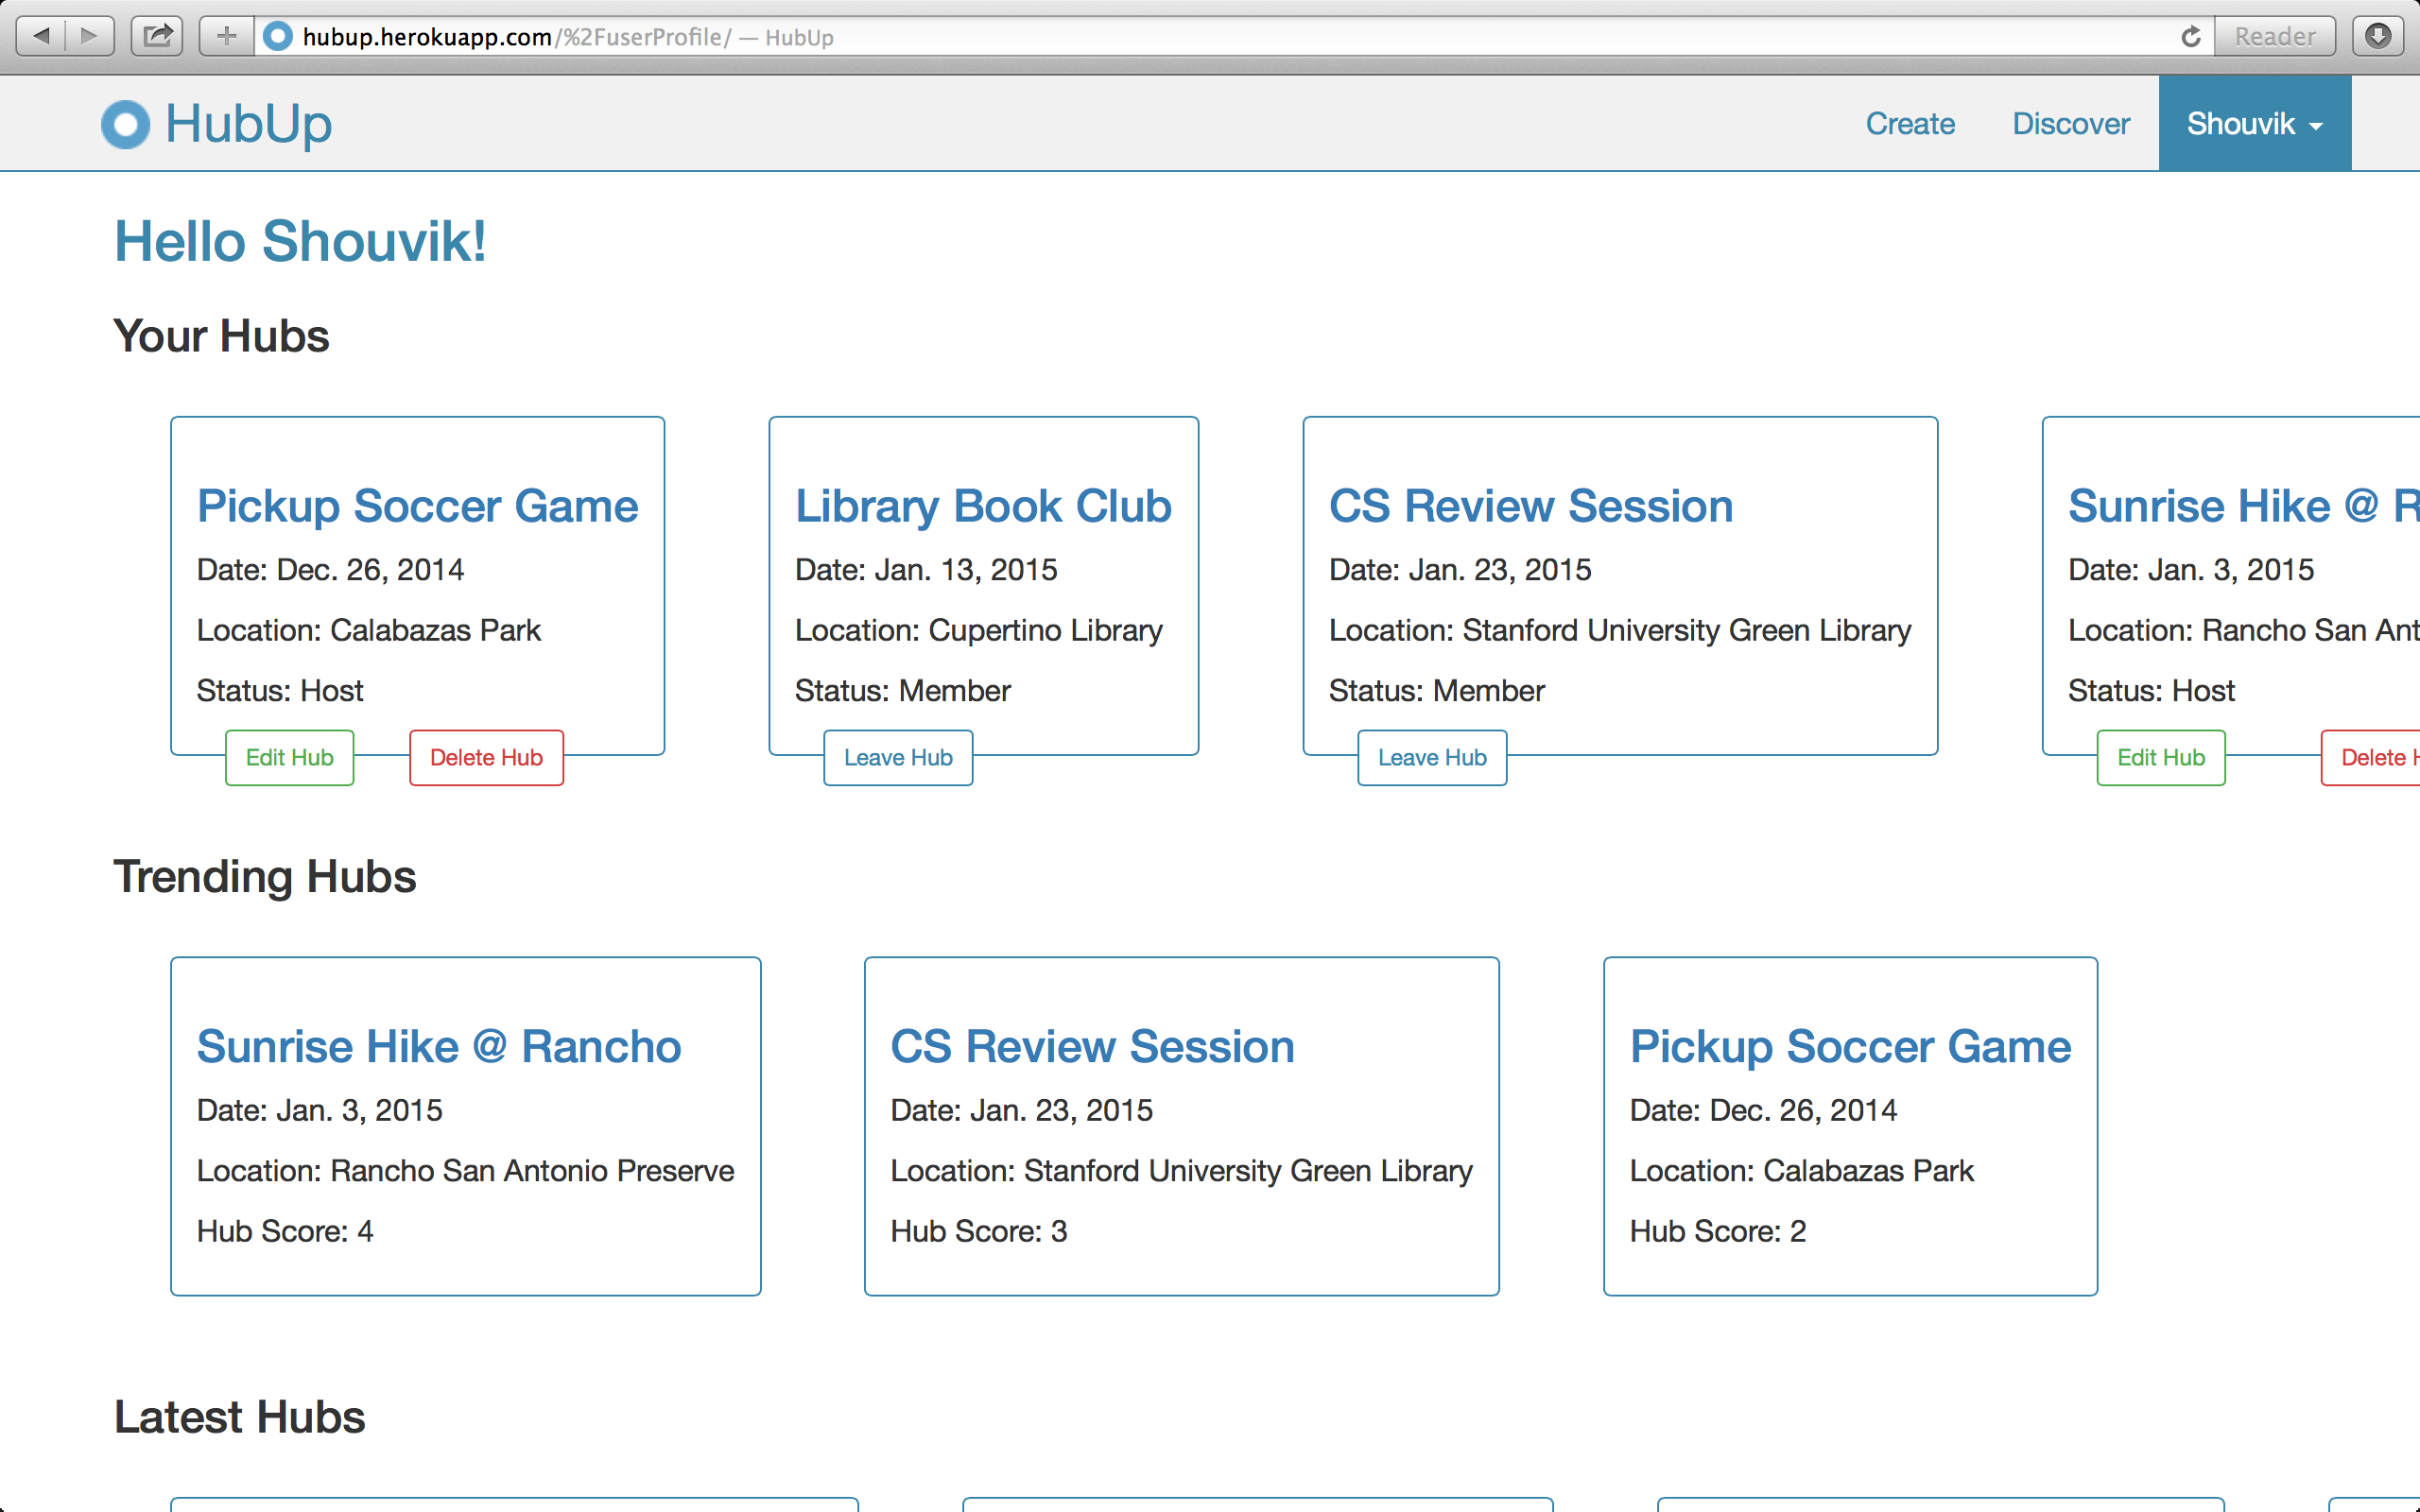 hubup.herokuapp.com/%2FuserProfile/ — HubUp
Reader
HubUp
Create
Discover
Shouvik
Hello Shouvik!
Your Hubs
Pickup Soccer Game
Date: Dec. 26, 2014
Location: Calabazas Park
Status: Host
Edit Hub
Delete Hub
Library Book Club
Date: Jan. 13, 2015
Location: Cupertino Library
Status: Member
Leave Hub
CS Review Session
Date: Jan. 23, 2015
Location: Stanford University Green Library
Status: Member
Leave Hub
Sunrise Hike @ R
Date: Jan. 3, 2015
Location: Rancho San Ant
Status: Host
Edit Hub
Delete H
Trending Hubs
Sunrise Hike @ Rancho
Date: Jan. 3, 2015
Location: Rancho San Antonio Preserve
Hub Score: 4
CS Review Session
Date: Jan. 23, 2015
Location: Stanford University Green Library
Hub Score: 3
Pickup Soccer Game
Date: Dec. 26, 2014
Location: Calabazas Park
Hub Score: 2
Latest Hubs